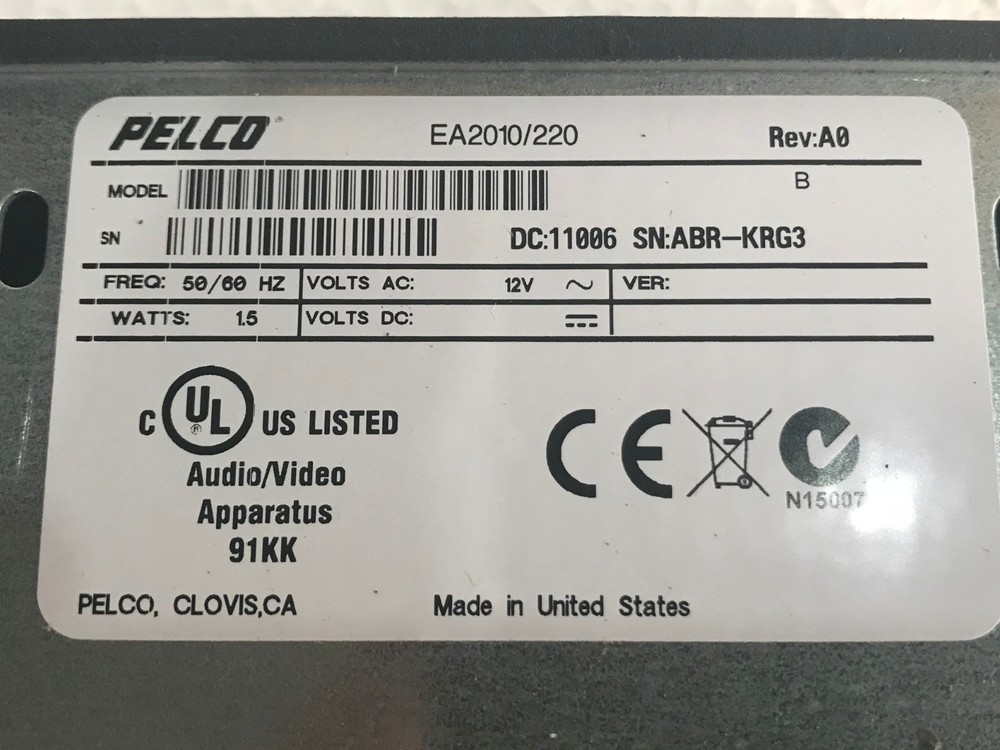 PELCO EA2010/220 Rev:A0
MODEL B
SN DC:11006 SN:ABR-KRG3
FREQ: 50/60 HZ VOLTS AC: 12V ~ VER:
WATTS: 1.5 VOLTS DC:
C UL® US LISTED
Audio/Video
Apparatus
91KK
CE
N15007
PELCO, CLOVIS,CA Made in United States